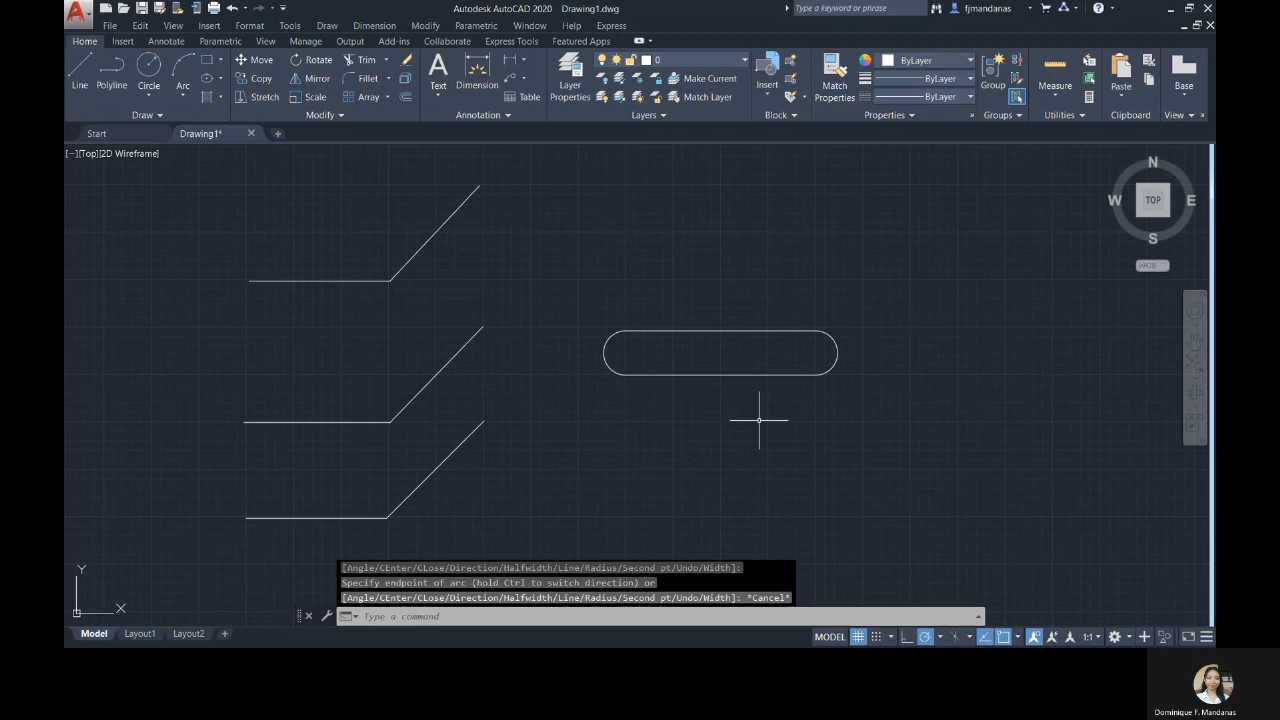 Autodesk AutoCAD 2020 Drawing1.dwg
Type a keyword or phrase
fjmandanas
File Edit View Insert Format Tools Draw Dimension Modify Parametric Window Help Express
Home Insert Annotate Parametric View Manage Output Add-ins Collaborate Express Tools Featured Apps
Line Polyline Circle Arc
Move Rotate Trim
Copy Mirror Fillet
Stretch Scale Array
Text Dimension Table
Layer Properties
0
Make Current
Match Layer
Insert
Match Properties
ByLayer
ByLayer
ByLayer
Group
Measure
Paste
Base
Draw Modify Annotation Layers Block Properties Groups Utilities Clipboard View
Start Drawing1*
[−][Top][2D Wireframe]
N
W TOP E
S
WCS
Y
X
[Angle/CEnter/CLose/Direction/Halfwidth/Line/Radius/Second pt/Undo/Width]:
Specify endpoint of arc (hold Ctrl to switch direction) or
[Angle/CEnter/CLose/Direction/Halfwidth/Line/Radius/Second pt/Undo/Width]: *Cancel*
Type a command
Model Layout1 Layout2
MODEL 1:1
Dominique F. Mandanas